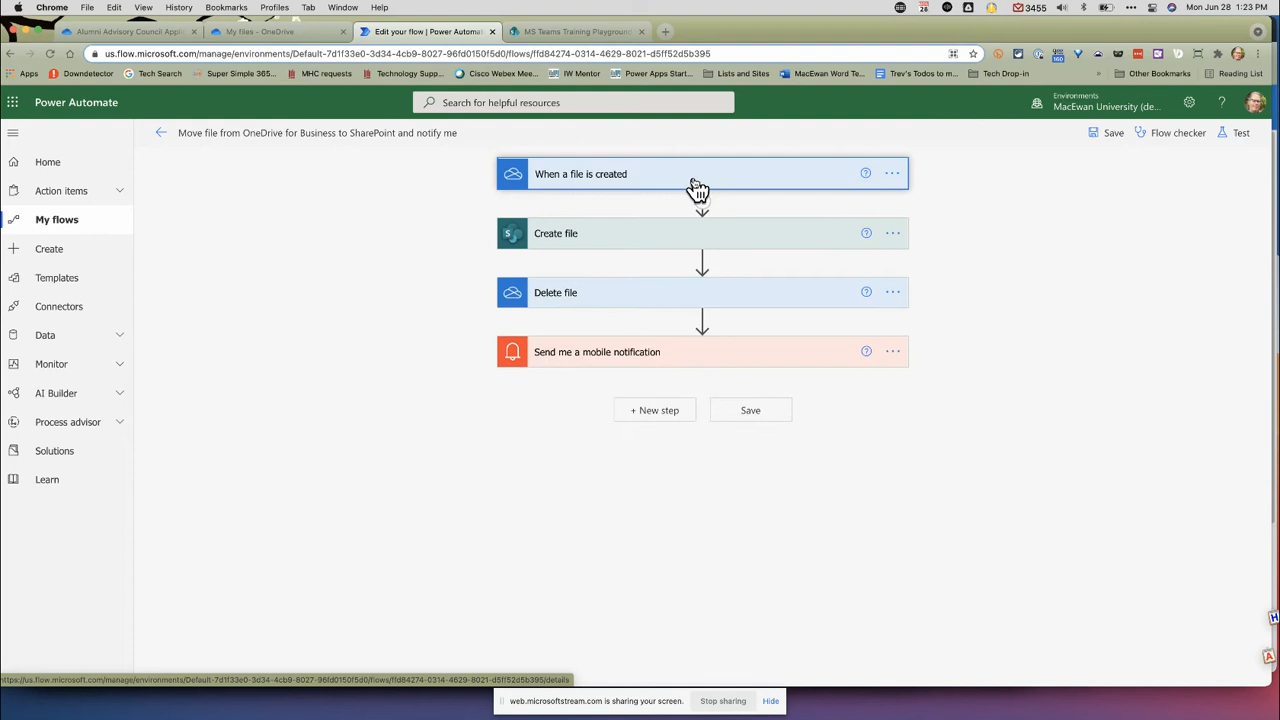 Chrome File Edit View History Bookmarks Profiles Tab Window Help 28 3455 Mon Jun 28 1:23 PM
Alumni Advisory Council Applic My files - OneDrive Edit your flow | Power Automat MS Teams Training Playground
us.flow.microsoft.com/manage/environments/Default-7d1f33e0-3d34-4cb9-8027-96fd0150f5d0/flows/ffd84274-0314-4629-8021-d5ff52d5b395
Apps Downdetector Tech Search Super Simple 365... MHC requests Technology Supp... Cisco Webex Mee... IW Mentor Power Apps Start... Lists and Sites MacEwan Word Te... Trev's Todos to m... Tech Drop-in » Other Bookmarks Reading List
Power Automate
Search for helpful resources
Environments
MacEwan University (de...
Move file from OneDrive for Business to SharePoint and notify me
Save Flow checker Test
Home
Action items
My flows
Create
Templates
Connectors
Data
Monitor
AI Builder
Process advisor
Solutions
Learn
When a file is created
Create file
Delete file
Send me a mobile notification
+ New step Save
https://us.flow.microsoft.com/manage/environments/Default-7d1f33e0-3d34-4cb9-8027-96fd0150f5d0/flows/ffd84274-0314-4629-8021-d5ff52d5b395/details
web.microsoftstream.com is sharing your screen. Stop sharing Hide